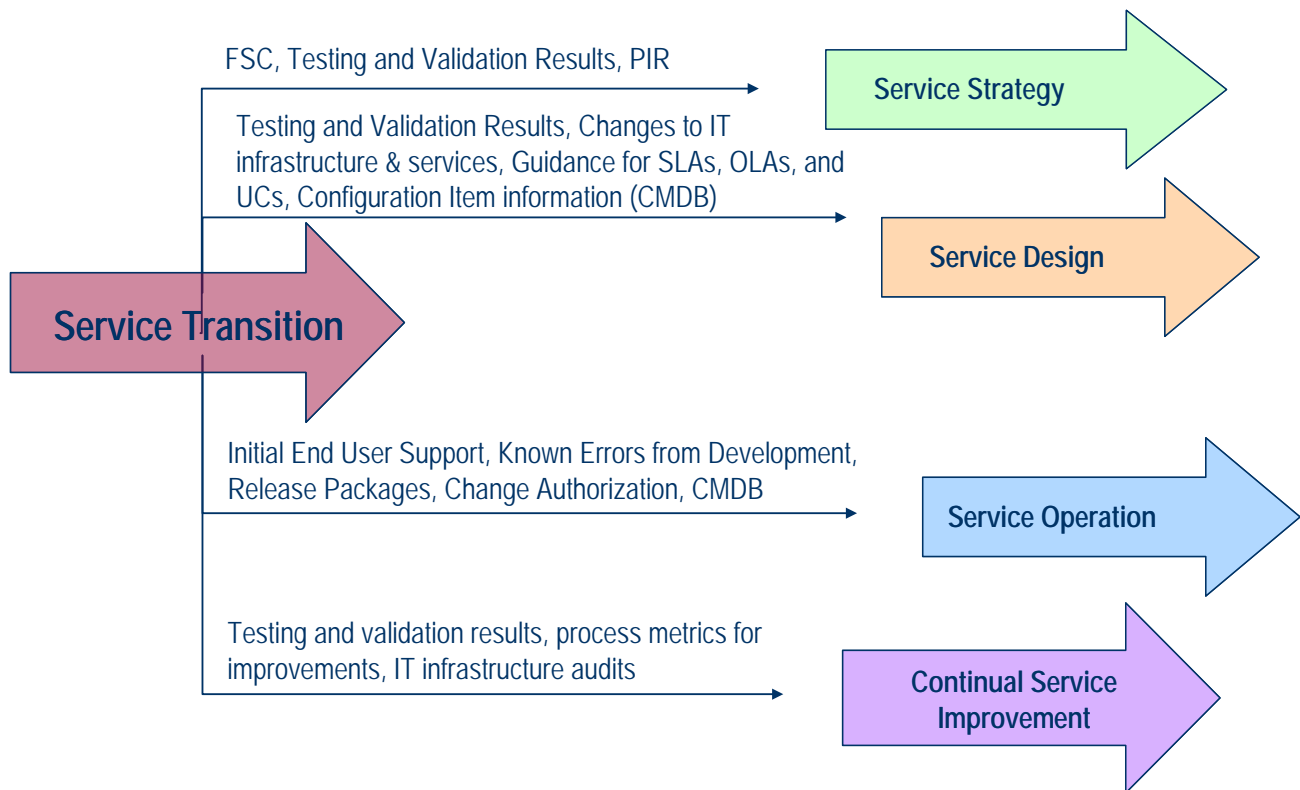 FSC, Testing and Validation Results, PIR
Service Strategy
Testing and Validation Results, Changes to IT
infrastructure & services, Guidance for SLAs, OLAs, and
UCs, Configuration Item information (CMDB)
Service Design
Service Transition
Initial End User Support, Known Errors from Development,
Release Packages, Change Authorization, CMDB
Service Operation
Testing and validation results, process metrics for
improvements, IT infrastructure audits
Continual Service
Improvement